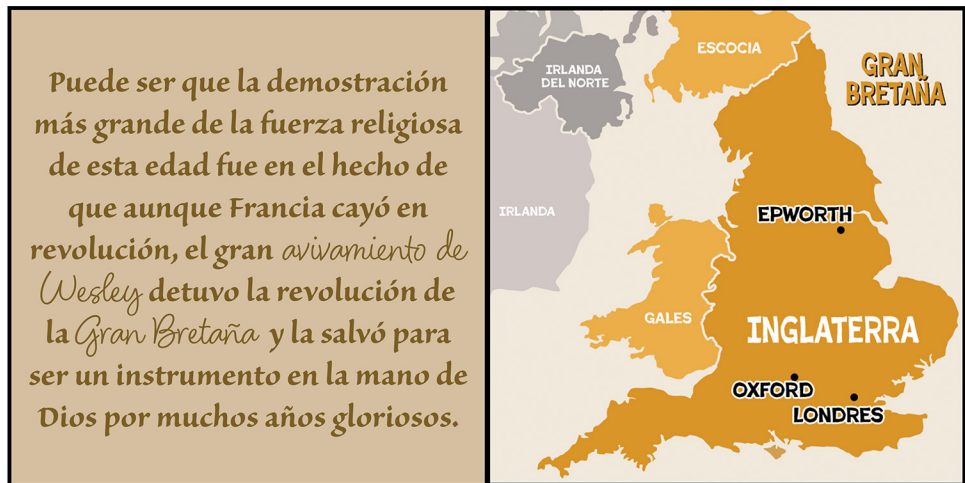 Puede ser que la demostración
más grande de la fuerza religiosa
de esta edad fue en el hecho de
que aunque Francia cayó en
revolución, el gran avivamiento de
Wesley detuvo la revolución de
la Gran Bretaña y la salvó para
ser un instrumento en la mano de
Dios por muchos años gloriosos.
ESCOCIA
GRAN
BRETAÑA
IRLANDA
DEL NORTE
IRLANDA
EPWORTH
GALES
INGLATERRA
OXFORD
LONDRES